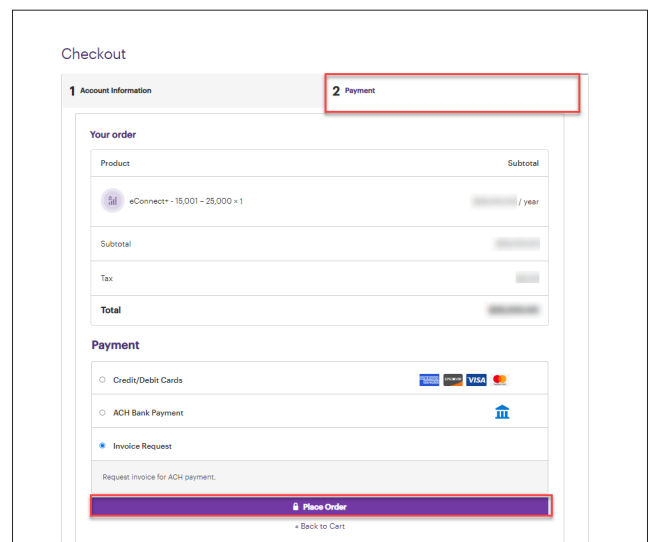 Checkout
1 Account Information
2 Payment
Your order
Product Subtotal
eConnect+ - 15,001 – 25,000 × 1 / year
Subtotal
Tax
Total
Payment
Credit/Debit Cards DISCOVER VISA
ACH Bank Payment
Invoice Request
Request invoice for ACH payment.
Place Order
« Back to Cart